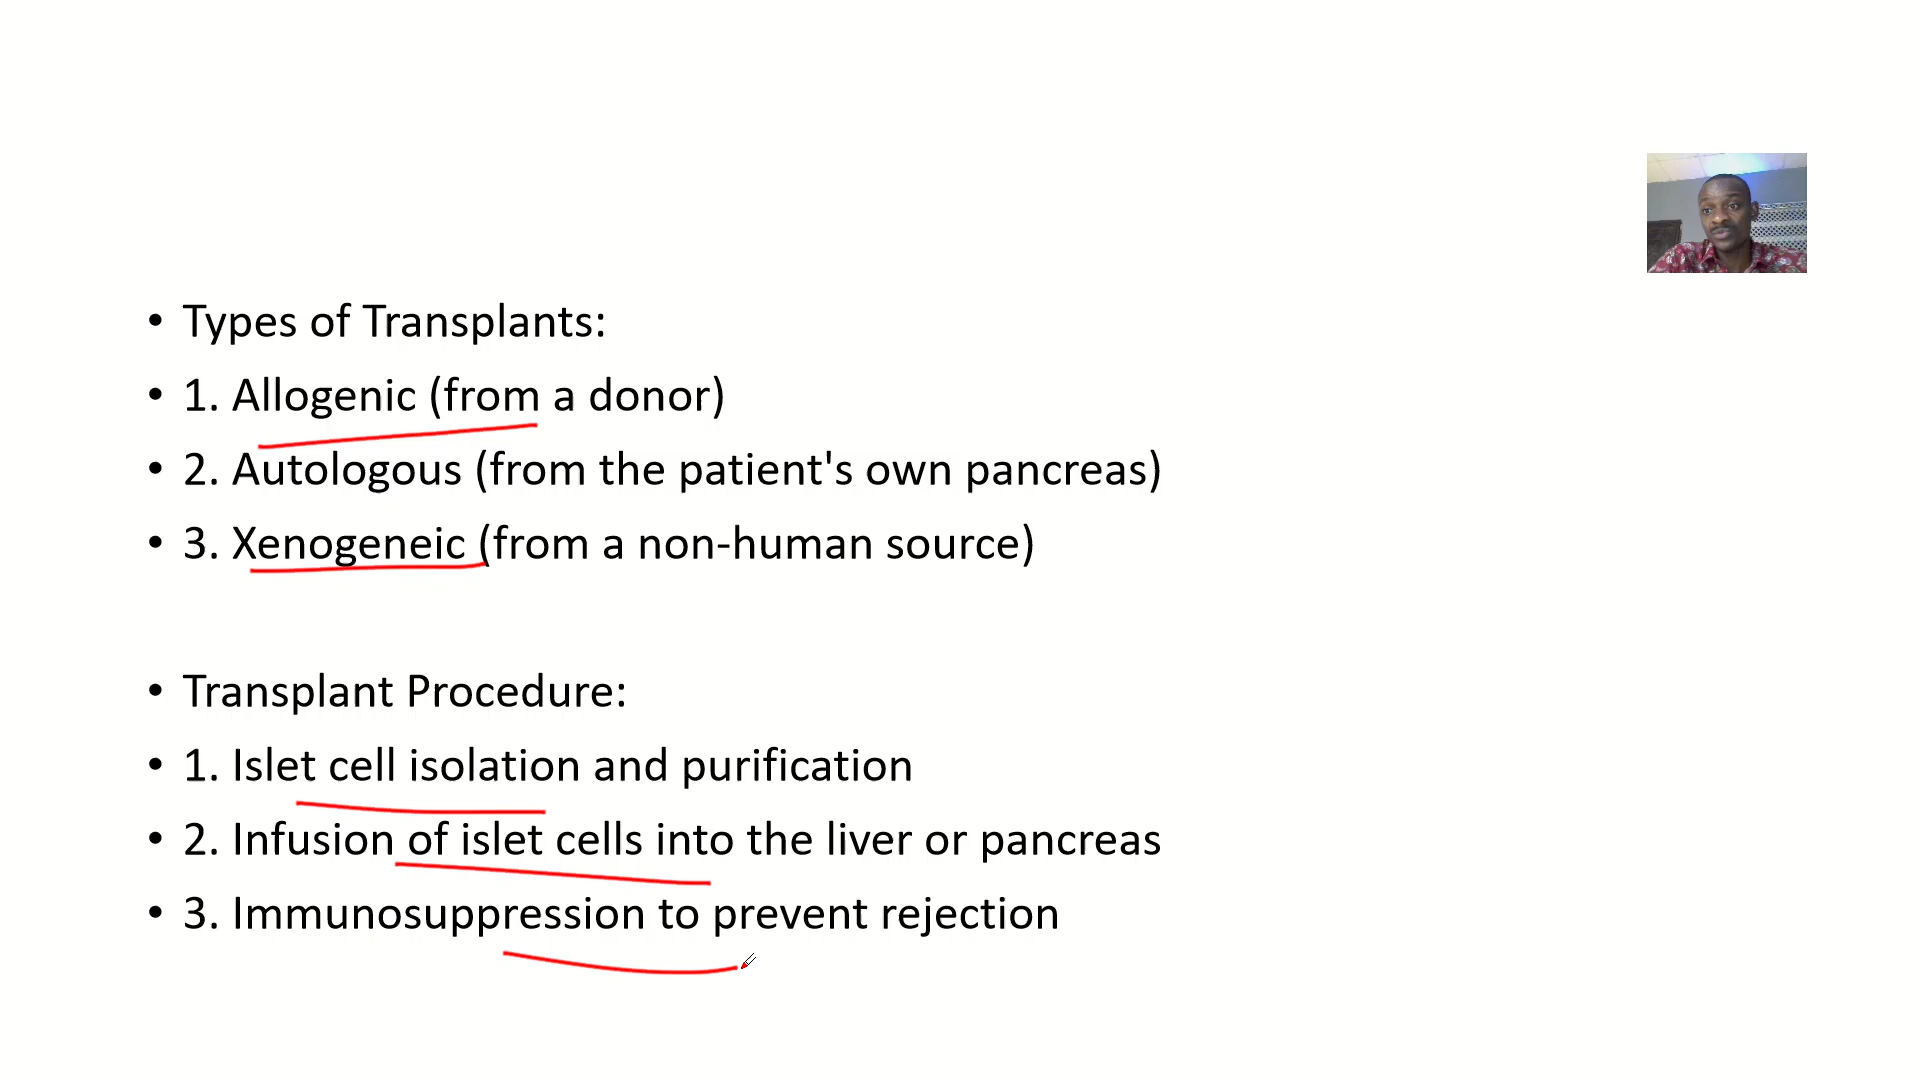 • Types of Transplants:
• 1. Allogenic (from a donor)
• 2. Autologous (from the patient's own pancreas)
• 3. Xenogeneic (from a non-human source)
• Transplant Procedure:
• 1. Islet cell isolation and purification
• 2. Infusion of islet cells into the liver or pancreas
• 3. Immunosuppression to prevent rejection